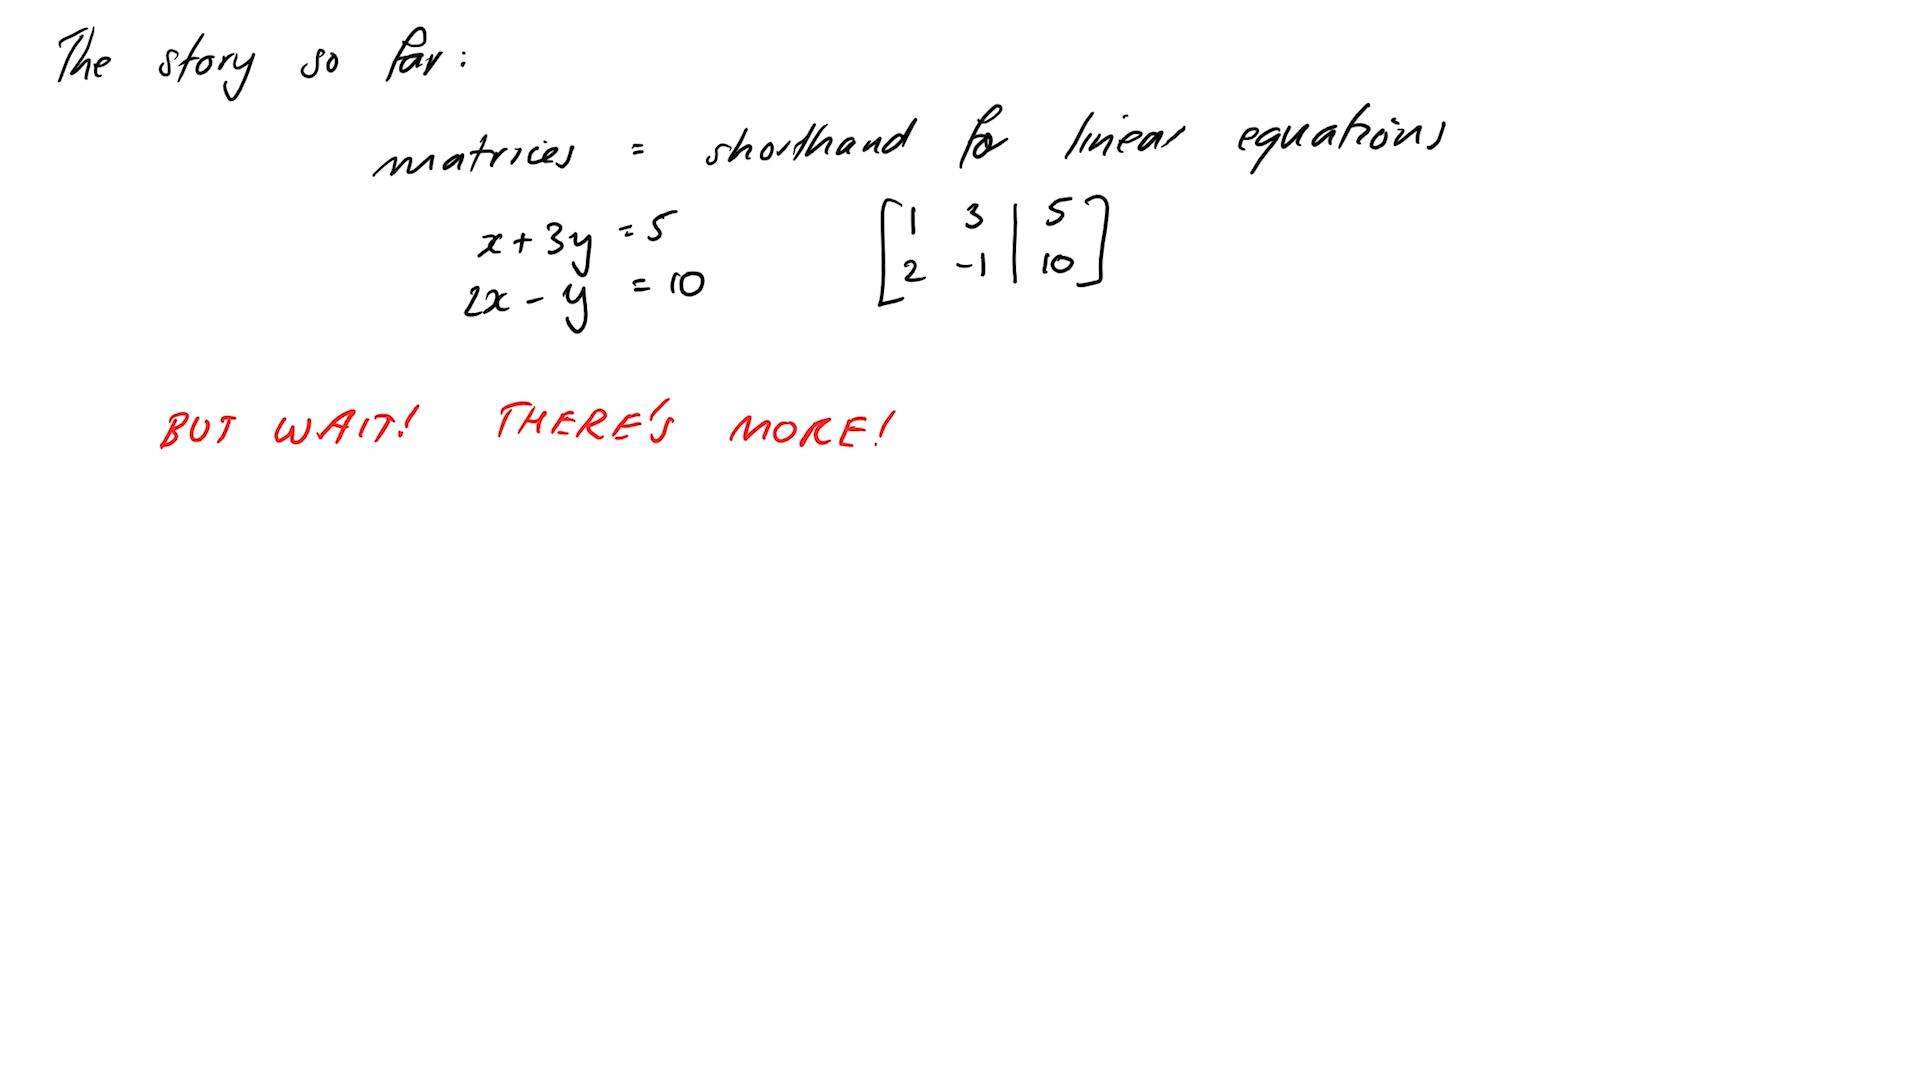 The story so far:
matrices = shorthand for linear equations
x + 3y = 5
2x - y = 10
[1 3 | 5
2 -1 | 10]
BUT WAIT! THERE'S MORE!